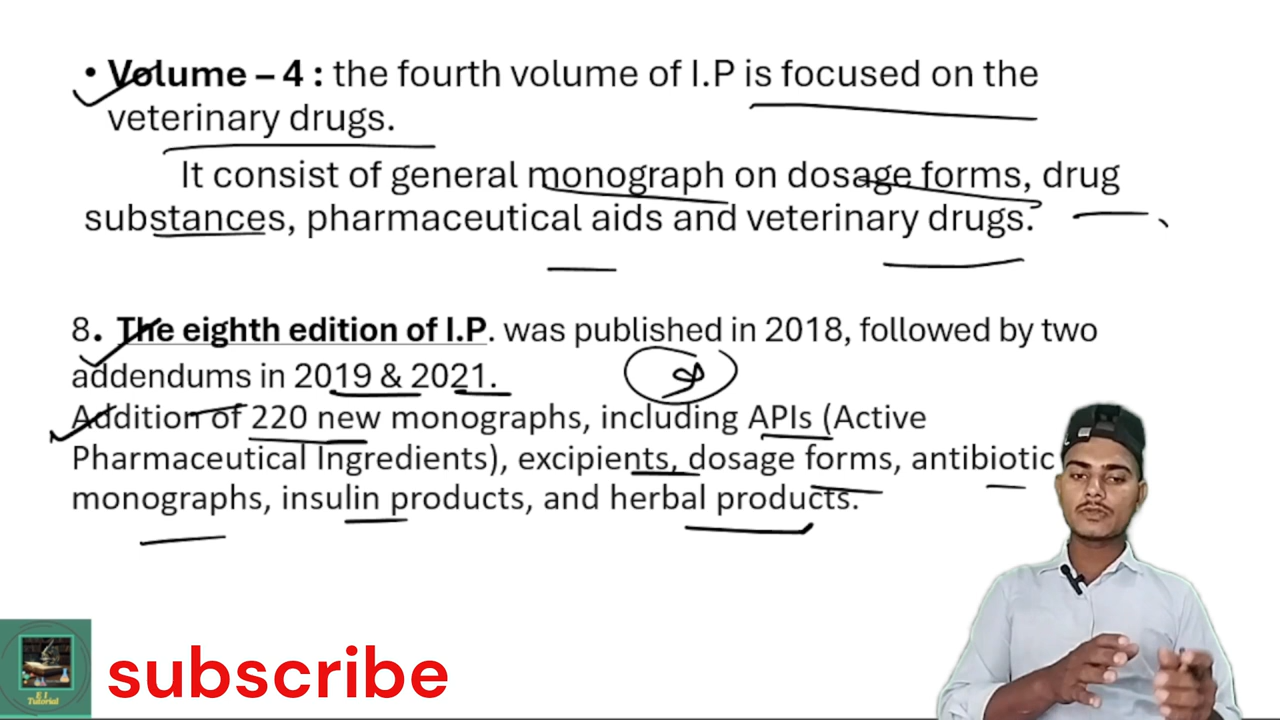 • Volume – 4 : the fourth volume of I.P is focused on the
veterinary drugs.
It consist of general monograph on dosage forms, drug
substances, pharmaceutical aids and veterinary drugs.
8. The eighth edition of I.P. was published in 2018, followed by two
addendums in 2019 & 2021.
Addition of 220 new monographs, including APIs (Active
Pharmaceutical Ingredients), excipients, dosage forms, antibiotic
monographs, insulin products, and herbal products.
subscribe
Tutorial